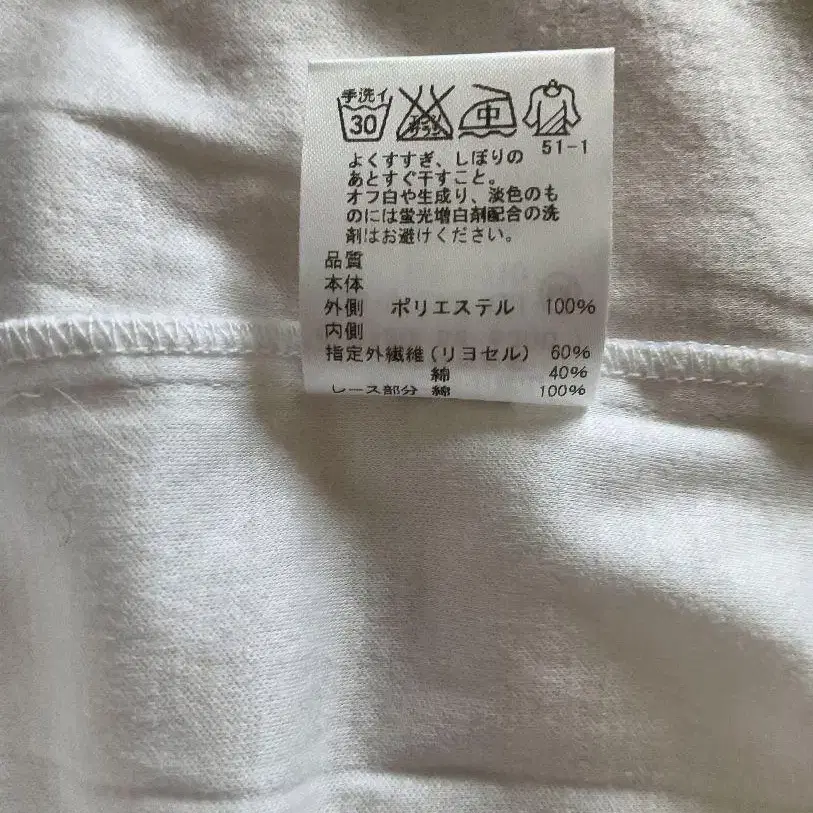 手洗イ
30
中
51-1
よくすすぎ、しぼりの
あとすぐ干すこと。
オフ白や生成り、淡色のも
のには蛍光増白剤配合の洗
剤はお避けください。
品質
本体
外側 ポリエステル 100%
内側
指定外繊維(リヨセル) 60%
綿 40%
レース部分 綿 100%